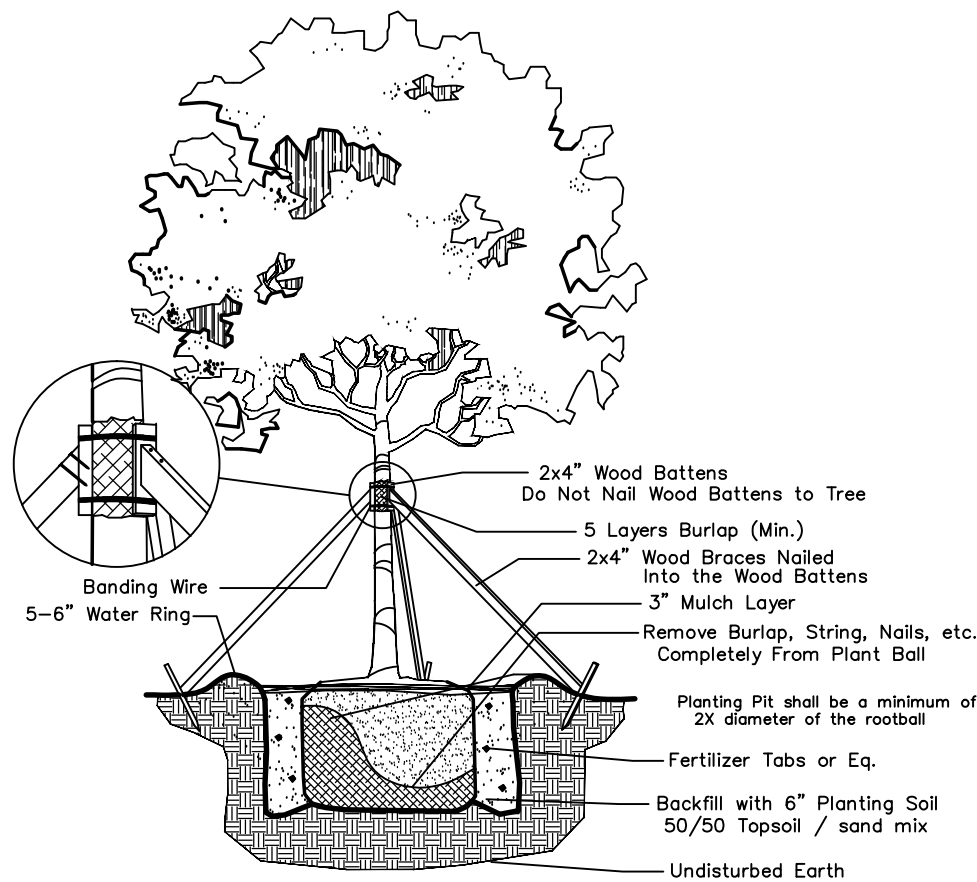 2x4” Wood Battens
Do Not Nail Wood Battens to Tree
5 Layers Burlap (Min.)
2x4” Wood Braces Nailed
Into the Wood Battens
Banding Wire
3” Mulch Layer
5–6” Water Ring
Remove Burlap, String, Nails, etc.
Completely From Plant Ball
Planting Pit shall be a minimum of
2X diameter of the rootball
Fertilizer Tabs or Eq.
Backfill with 6” Planting Soil
50/50 Topsoil / sand mix
Undisturbed Earth